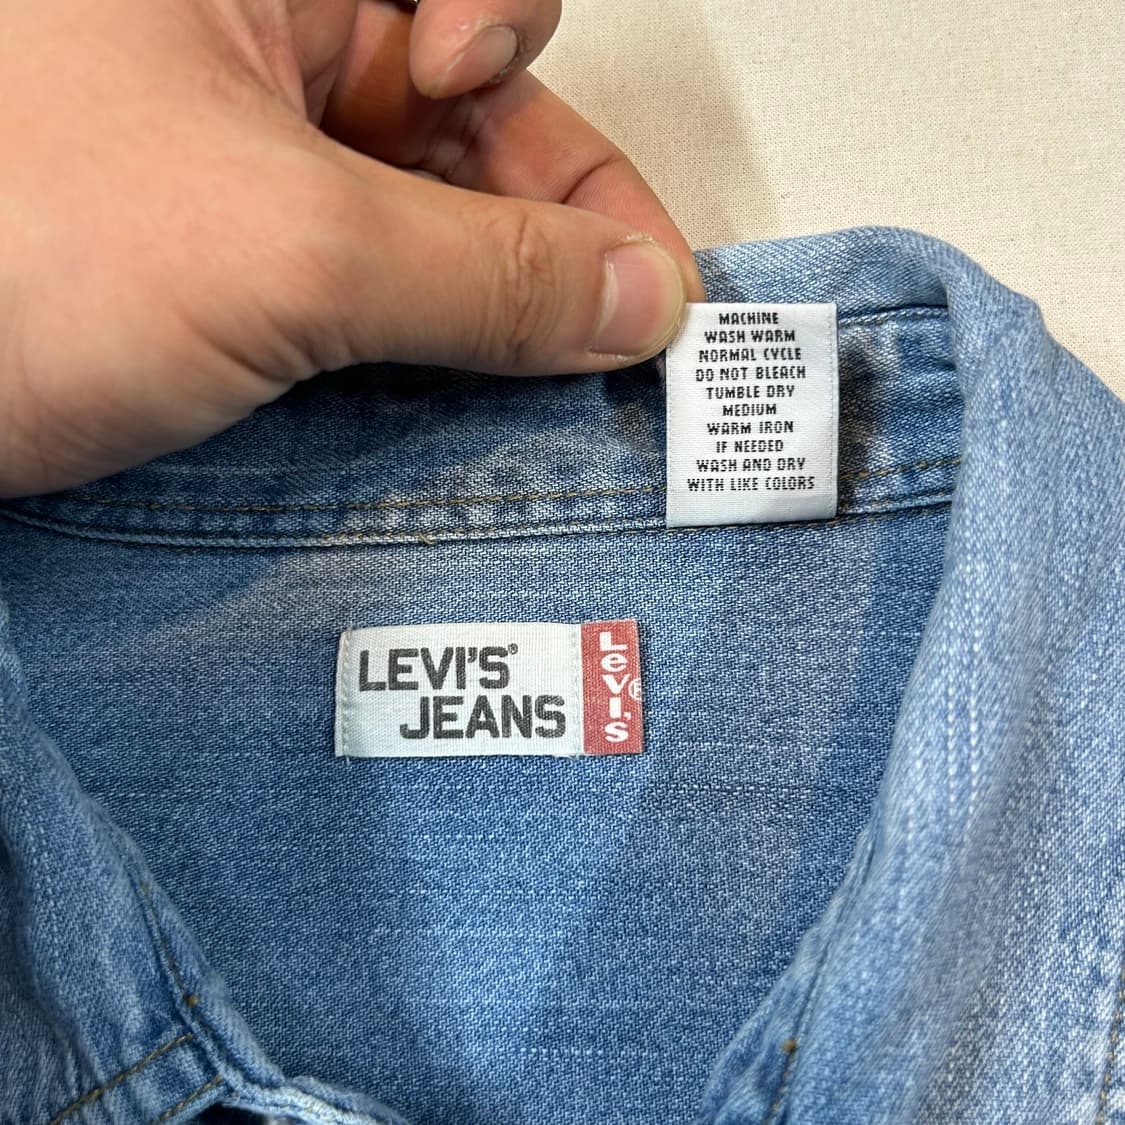 MACHINE
WASH WARM
NORMAL CYCLE
DO NOT BLEACH
TUMBLE DRY
MEDIUM
WARM IRON
IF NEEDED
WASH AND DRY
WITH LIKE COLORS
LEVI'S®
JEANS
LeVI'S®